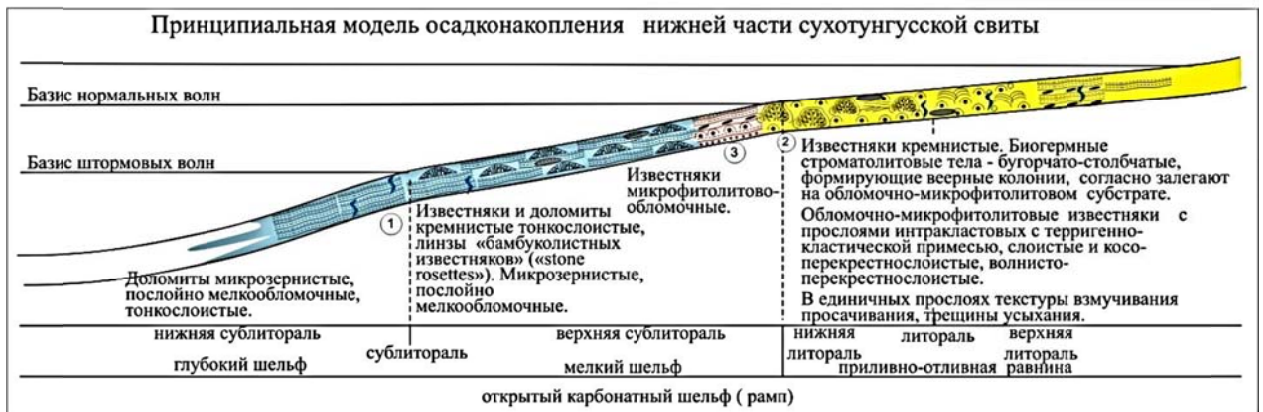 Принципиальная модель осадконакопления нижней части сухотунгусской свиты
Базис нормальных волн
Базис штормовых волн
1
2
3
Доломиты микрозернистые,
послойно мелкообломочные,
тонкослоистые.
Известняки и доломиты
кремнистые тонкослоистые,
линзы «бамбуколистных
известняков» («stone
rosettes»). Микрозернистые,
послойно
мелкообломочные.
Известняки
микрофитолитово-
обломочные.
Известняки кремнистые. Биогермные
строматолитовые тела - бугорчато-столбчатые,
формирующие веерные колонии, согласно залегают
на обломочно-микрофитолитовом субстрате.
Обломочно-микрофитолитовые известняки с
прослоями интракластовых с терригенно-
кластической примесью, слоистые и косо-
перекрестнослоистые, волнисто-
перекрестнослоистые.
В единичных прослоях текстуры взмучивания
просачивания, трещины усыхания.
нижняя сублитораль
сублитораль
верхняя сублитораль
нижняя
литораль
литораль
верхняя
литораль
глубокий шельф
мелкий шельф
приливно-отливная равнина
открытый карбонатный шельф ( рамп)